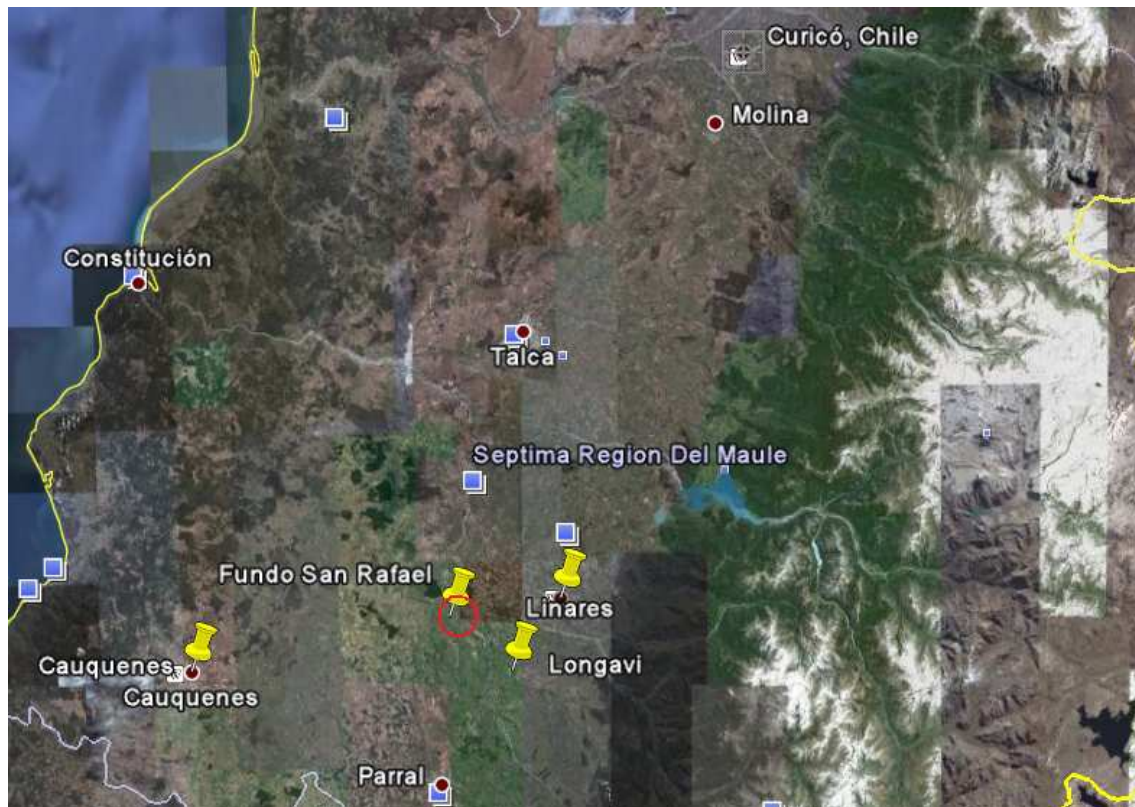 Curicó, Chile
Molina
Constitución
Talca
Septima Region Del Maule
Fundo San Rafael
Linares
Longavi
Cauquenes
Cauquenes
Parral